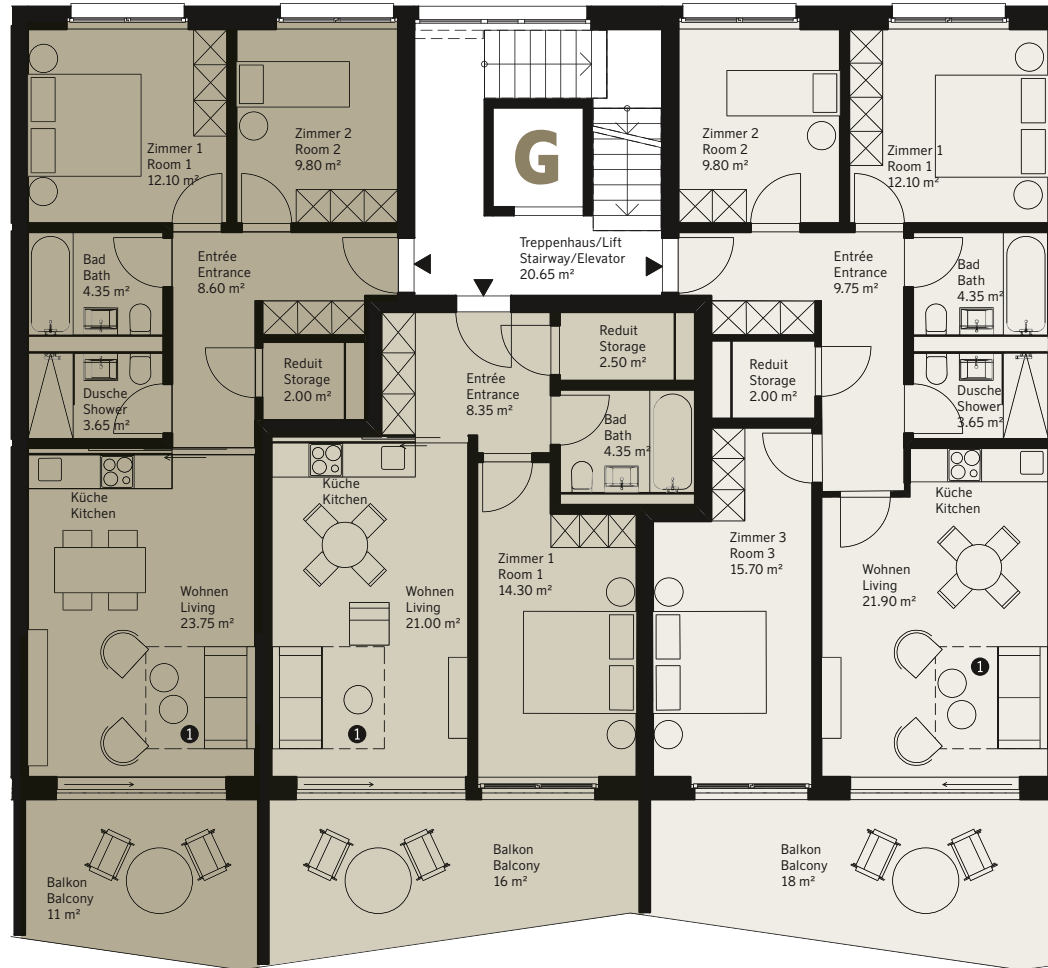 Zimmer 1
Room 1
12.10 m²
Zimmer 2
Room 2
9.80 m²
G
Zimmer 2
Room 2
9.80 m²
Zimmer 1
Room 1
12.10 m²
Bad
Bath
4.35 m²
Entrée
Entrance
8.60 m²
Treppenhaus/Lift
Stairway/Elevator
20.65 m²
Entrée
Entrance
9.75 m²
Bad
Bath
4.35 m²
Dusche
Shower
3.65 m²
Reduit
Storage
2.00 m²
Entrée
Entrance
8.35 m²
Reduit
Storage
2.50 m²
Reduit
Storage
2.00 m²
Dusche
Shower
3.65 m²
Bad
Bath
4.35 m²
Küche
Kitchen
Küche
Kitchen
Küche
Kitchen
Wohnen
Living
23.75 m²
Wohnen
Living
21.00 m²
Zimmer 1
Room 1
14.30 m²
Zimmer 3
Room 3
15.70 m²
Wohnen
Living
21.90 m²
1
1
1
Balkon
Balcony
11 m²
Balkon
Balcony
16 m²
Balkon
Balcony
18 m²